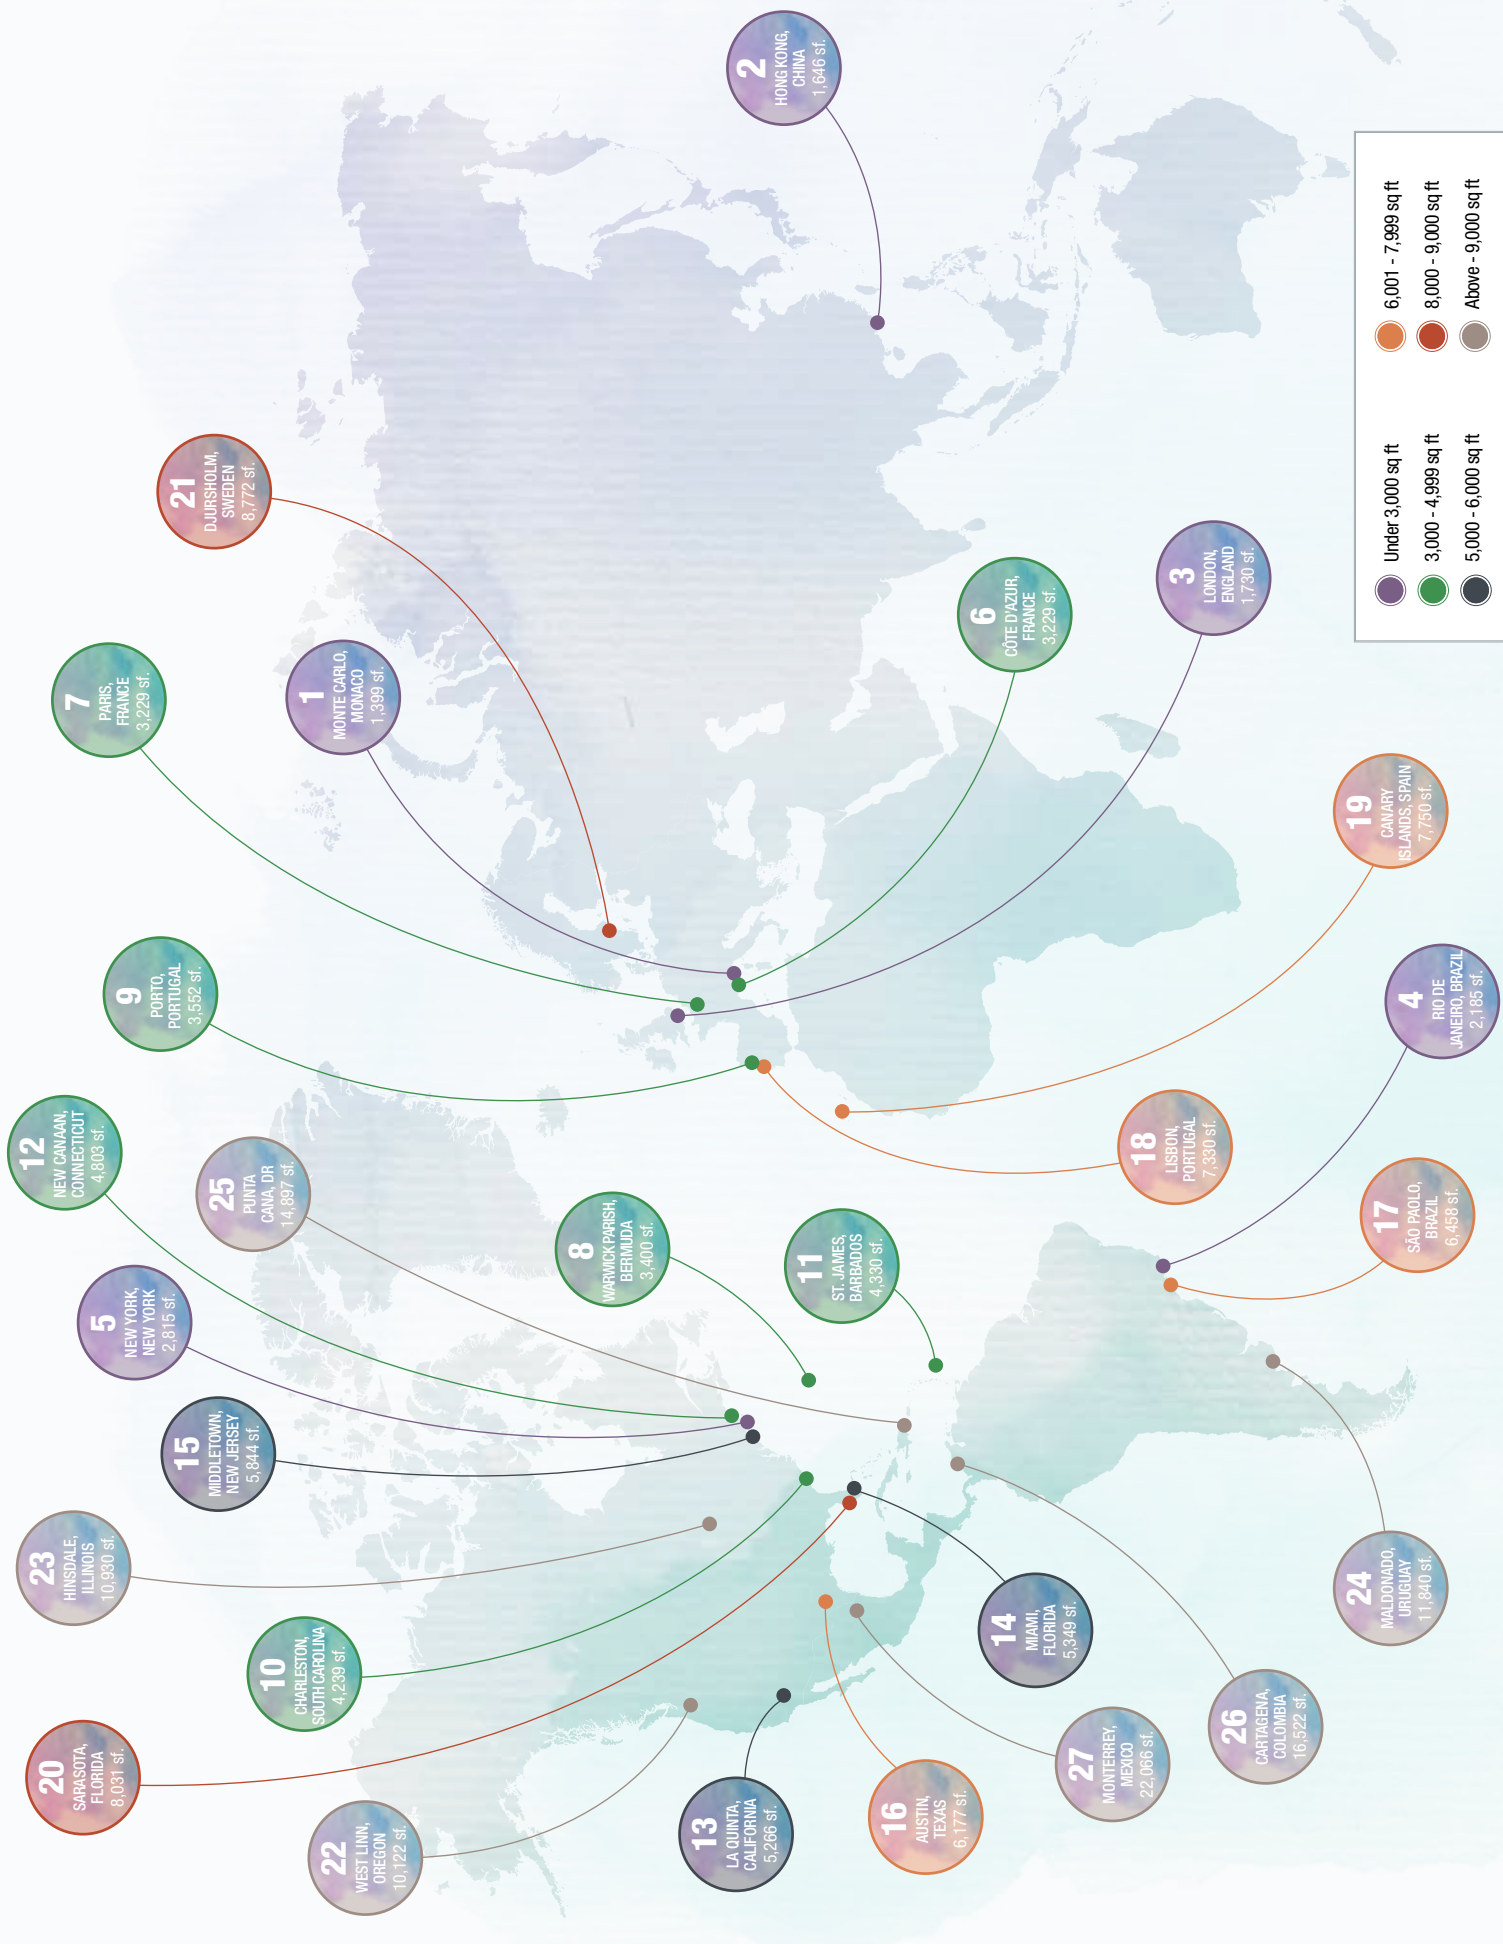 1
MONTE CARLO,
MONACO
1,399 sf.
2
HONG KONG,
CHINA
1,646 sf.
3
LONDON,
ENGLAND
1,730 sf.
4
RIO DE
JANEIRO, BRAZIL
2,185 sf.
5
NEW YORK,
NEW YORK
2,815 sf.
6
CÔTE D'AZUR,
FRANCE
3,229 sf.
7
PARIS,
FRANCE
3,229 sf.
8
WARWICK PARISH,
BERMUDA
3,400 sf.
9
PORTO,
PORTUGAL
3,552 sf.
10
CHARLESTON,
SOUTH CAROLINA
4,239 sf.
11
ST. JAMES,
BARBADOS
4,330 sf.
12
NEW CANAAN,
CONNECTICUT
4,803 sf.
13
LA QUINTA,
CALIFORNIA
5,266 sf.
14
MIAMI,
FLORIDA
5,349 sf.
15
MIDDLETOWN,
NEW JERSEY
5,844 sf.
16
AUSTIN,
TEXAS
6,177 sf.
17
SÃO PAOLO,
BRAZIL
6,458 sf.
18
LISBON,
PORTUGAL
7,330 sf.
19
CANARY
ISLANDS, SPAIN
7,750 sf.
20
SARASOTA,
FLORIDA
8,031 sf.
21
DJURSHOLM,
SWEDEN
8,772 sf.
22
WEST LINN,
OREGON
10,122 sf.
23
HINSDALE,
ILLINOIS
10,930 sf.
24
MALDONADO,
URUGUAY
11,840 sf.
25
PUNTA
CANA, DR
14,897 sf.
26
CARTAGENA,
COLOMBIA
16,522 sf.
27
MONTERREY,
MEXICO
22,066 sf.
Under 3,000 sq ft
3,000 - 4,999 sq ft
5,000 - 6,000 sq ft
6,001 - 7,999 sq ft
8,000 - 9,000 sq ft
Above - 9,000 sq ft